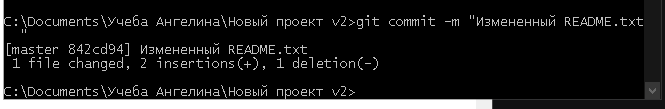 C:\Documents\Учеба Ангелина\Новый проект v2>git commit -m "Измененный README.txt
"
[master 842cd94] Измененный README.txt
1 file changed, 2 insertions(+), 1 deletion(-)
C:\Documents\Учеба Ангелина\Новый проект v2>